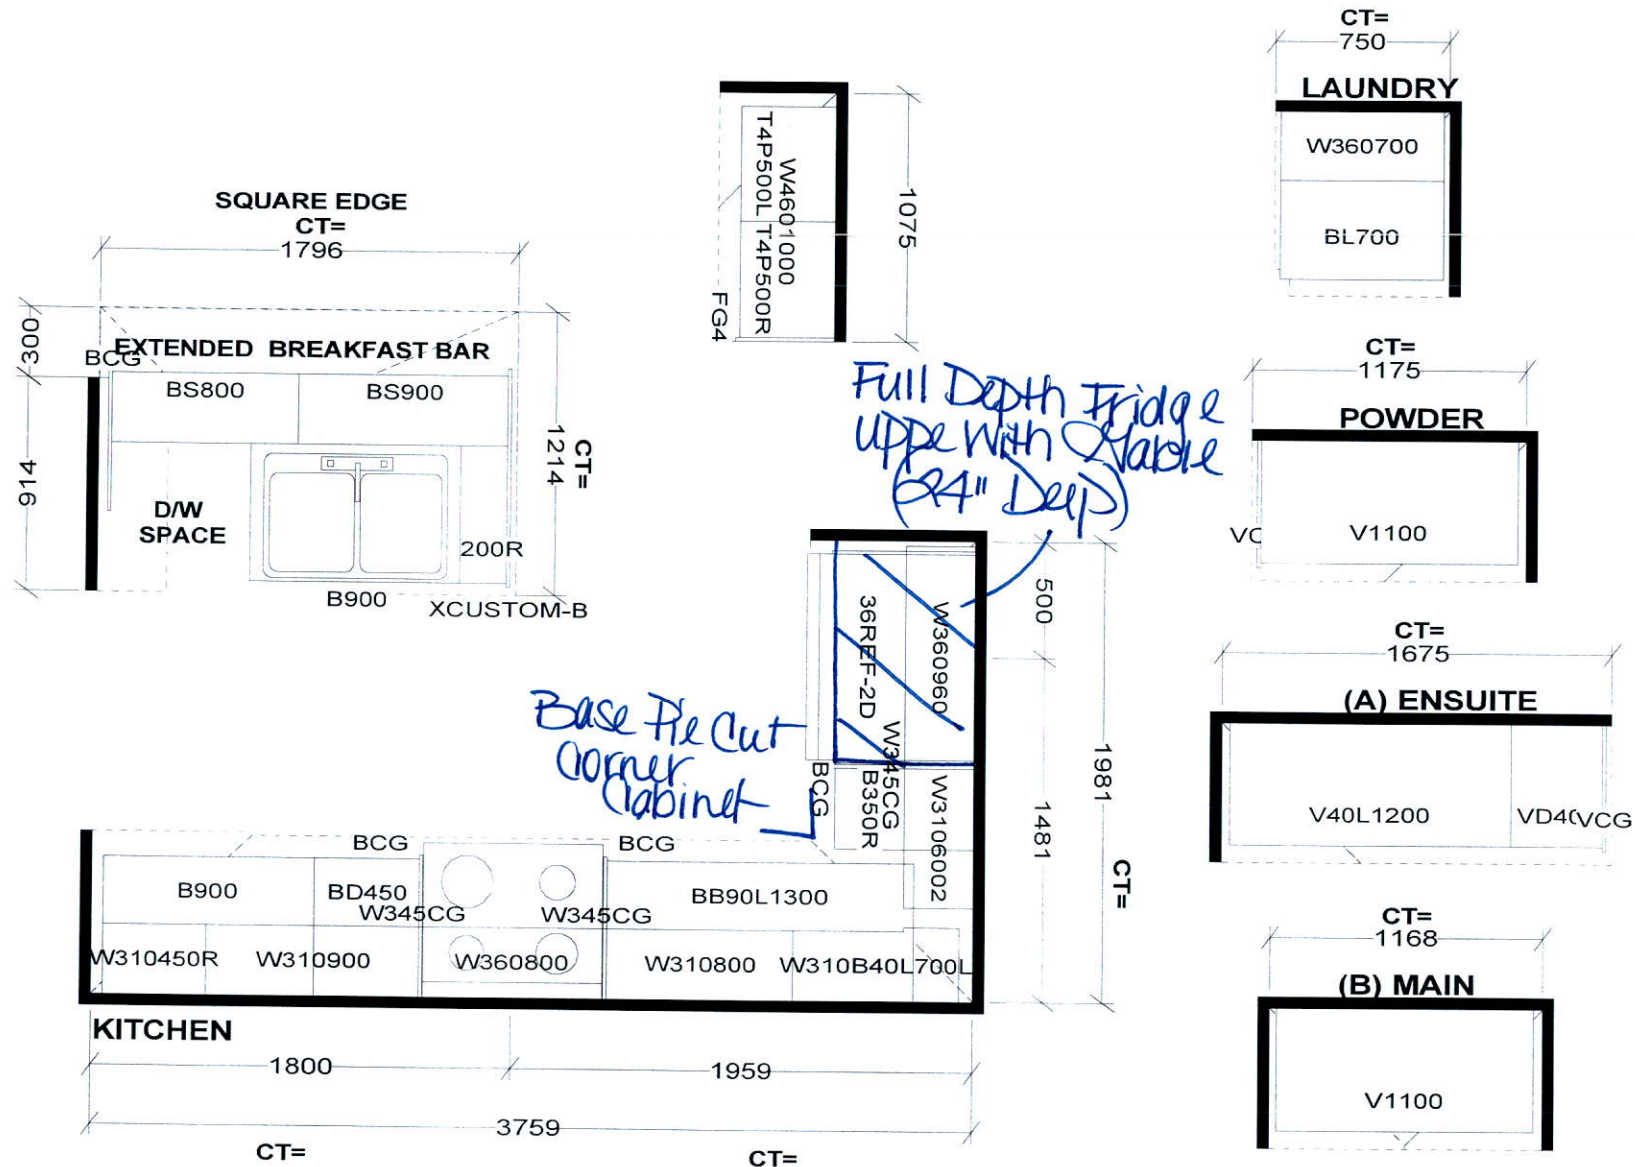 SQUARE EDGE
CT=
1796
300
914
BCG
EXTENDED BREAKFAST BAR
BS800
BS900
D/W
SPACE
200R
B900
XCUSTOM-B
1214
CT=
T4P500L T4P500R
W4601000
FG4
1075
Full Depth Fridge
uppe With Gable
(24" Deep)
36REF-2D
W360960
W345CG
B350R
BCG
W3106002
500
1481
1981
CT=
Base Pie Cut
Corner
Cabinet
BCG
BCG
B900
BD450
W345CG
W345CG
BB90L1300
W310450R
W310900
W360800
W310800
W310B40L700L
KITCHEN
1800
1959
3759
CT=
CT=
CT=
750
LAUNDRY
W360700
BL700
CT=
1175
POWDER
VC
V1100
CT=
1675
(A) ENSUITE
V40L1200
VD4(VCG
CT=
1168
(B) MAIN
V1100